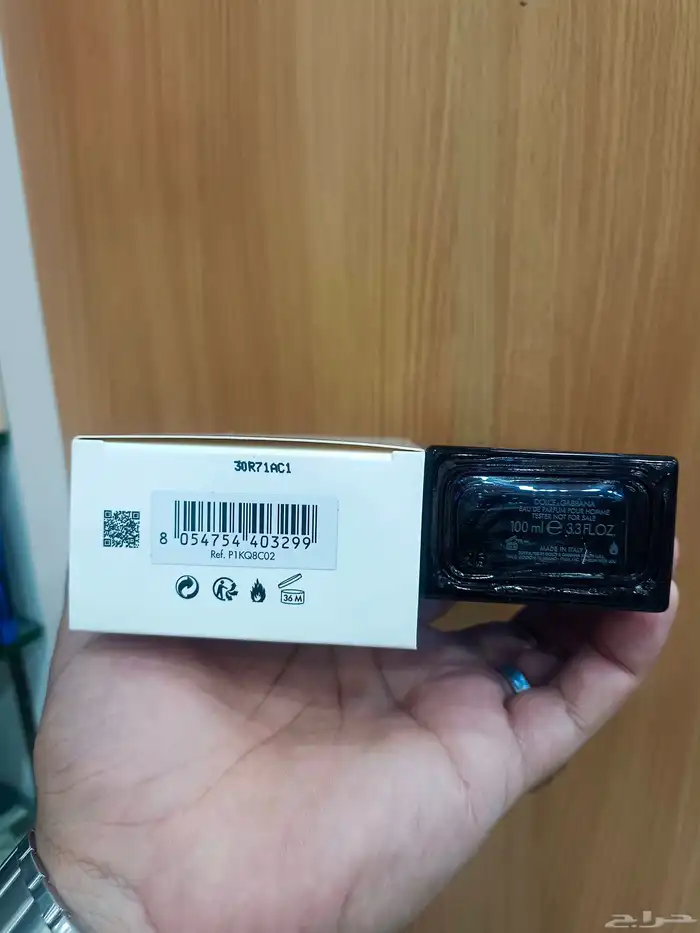 30R71AC1
8 054754 403299
Ref. P1KQ8C02
36 M
DOLCE & GABBANA
EAU DE PARFUM POUR HOMME
TESTER NOT FOR SALE
100 ml e 3.3 FL.OZ.
MADE IN ITALY
حراج